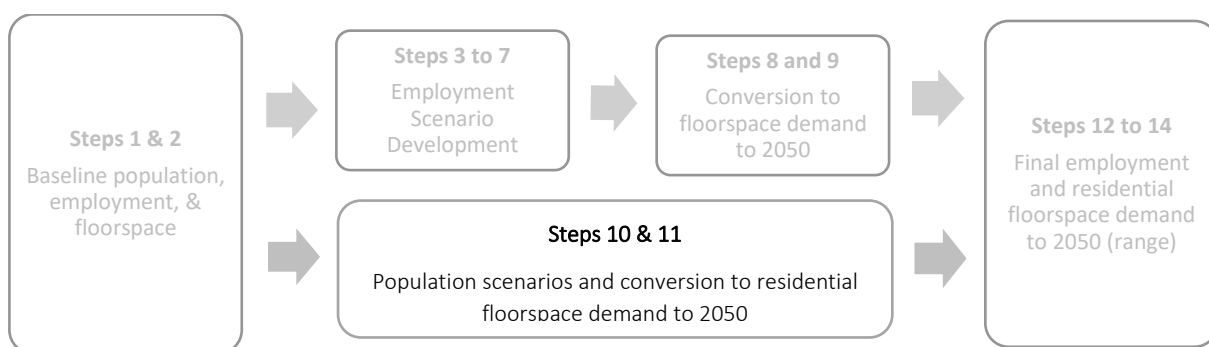 Steps 1 & 2
Baseline population,
employment, &
floorspace
Steps 3 to 7
Employment
Scenario
Development
Steps 8 and 9
Conversion to
floorspace demand
to 2050
Steps 10 & 11
Population scenarios and conversion to residential
floorspace demand to 2050
Steps 12 to 14
Final employment
and residential
floorspace demand
to 2050 (range)